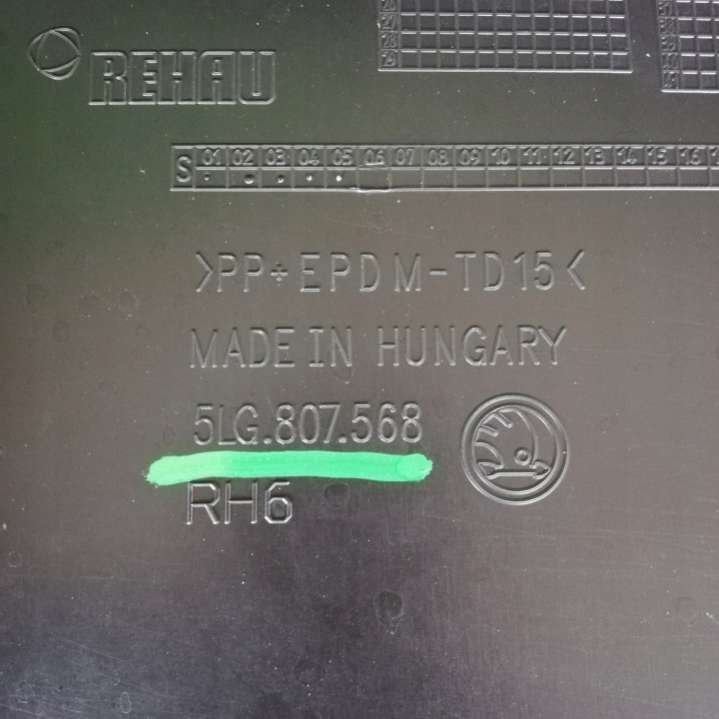 REHAU
S 01 02 03 04 05 06 07 08 09 10 11 12 13 14 15 16
>PP+EPDM-TD15<
MADE IN HUNGARY
5LG.807.568
RH6